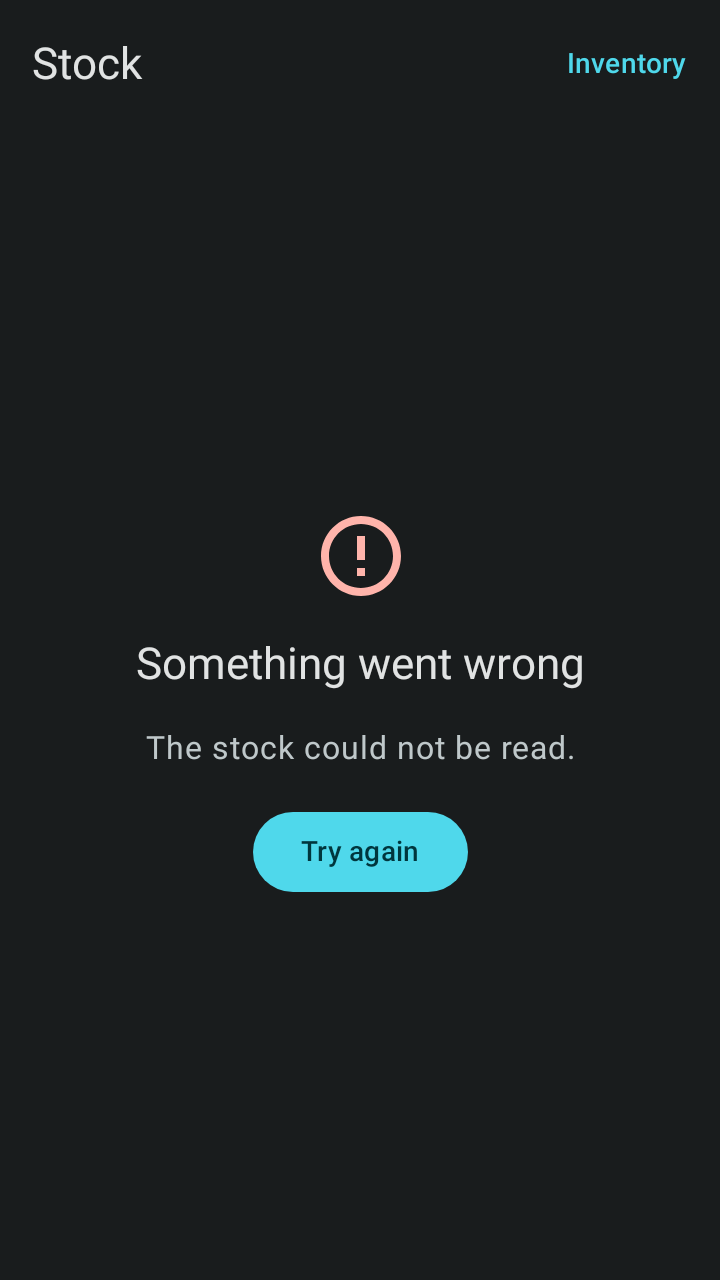 Stock
Inventory
Something went wrong
The stock could not be read.
Try again